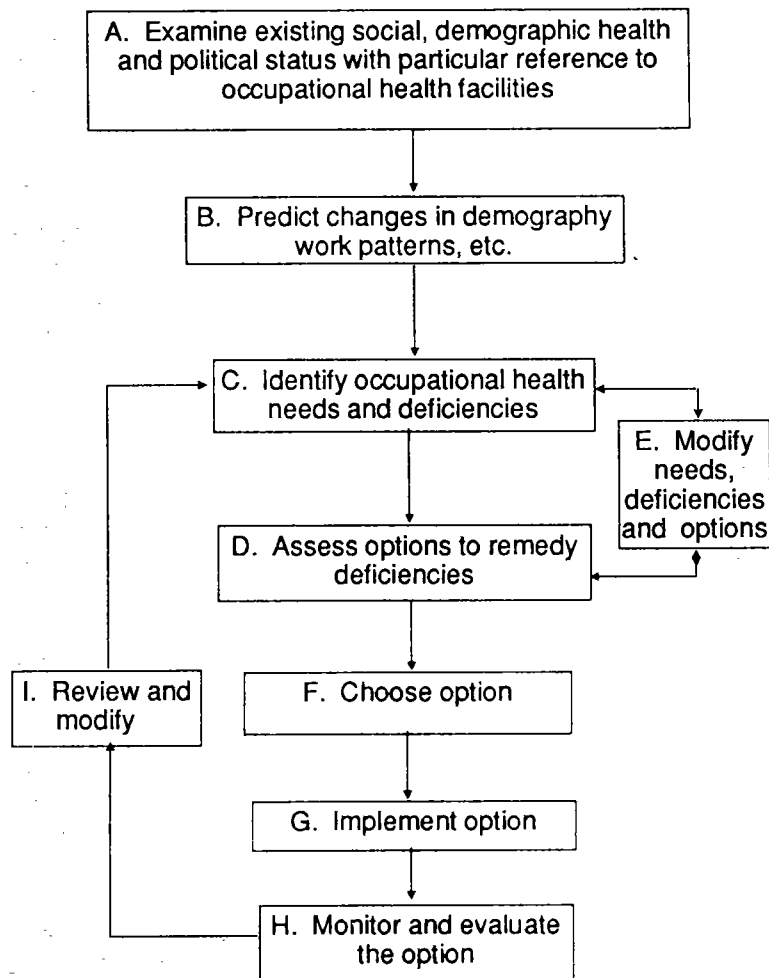 A. Examine existing social, demographic health
and political status with particular reference to
occupational health facilities
B. Predict changes in demography
work patterns, etc.
C. Identify occupational health
needs and deficiencies
E. Modify
needs,
deficiencies
and options
D. Assess options to remedy
deficiencies
I. Review and
modify
F. Choose option
G. Implement option
H. Monitor and evaluate
the option